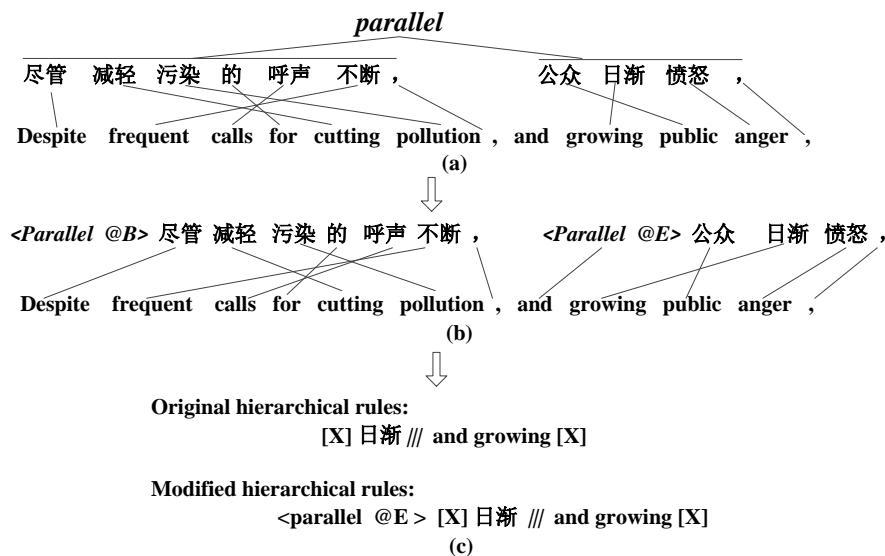 parallel
尽管 减轻 污染 的 呼声 不断 , 公众 日渐 愤怒 ,
Despite frequent calls for cutting pollution , and growing public anger ,
(a)
<Parallel @B> 尽管 减轻 污染 的 呼声 不断 , <Parallel @E> 公众 日渐 愤怒 ,
Despite frequent calls for cutting pollution , and growing public anger ,
(b)
Original hierarchical rules:
[X] 日渐 /// and growing [X]
Modified hierarchical rules:
<parallel @E > [X] 日渐 /// and growing [X]
(c)